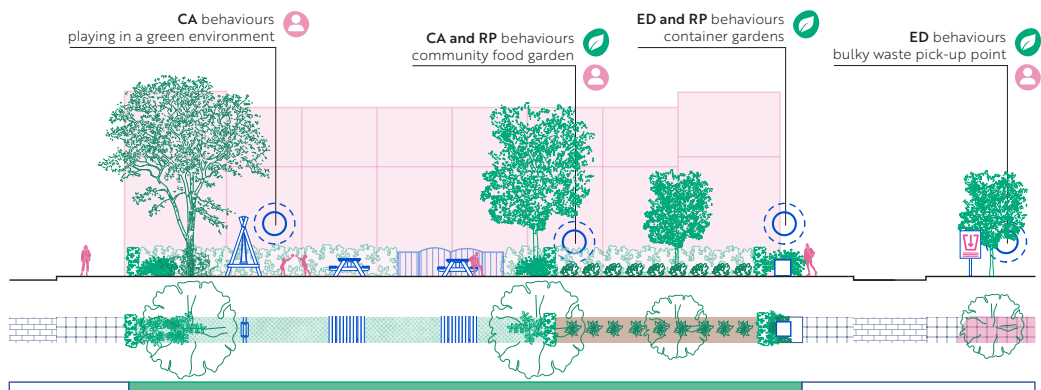 CA behaviours
playing in a green environment
CA and RP behaviours
community food garden
ED and RP behaviours
container gardens
ED behaviours
bulky waste pick-up point